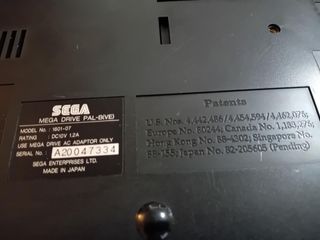 SEGA
MEGA DRIVE PAL-B(VE)
MODEL No. : 1601-07
RATING : DC10V 1.2A
USE MEGA DRIVE AC ADAPTOR ONLY
SERIAL No. A20047334
SEGA ENTERPRISES LTD.
MADE IN JAPAN
Patents
U.S. Nos. 4,442,486/4,454,594/4,462,076;
Europe No. 80244; Canada No. 1,183,276;
Hong Kong No. 88-4302; Singapore No.
88-155; Japan No. 82-205605 (Pending)